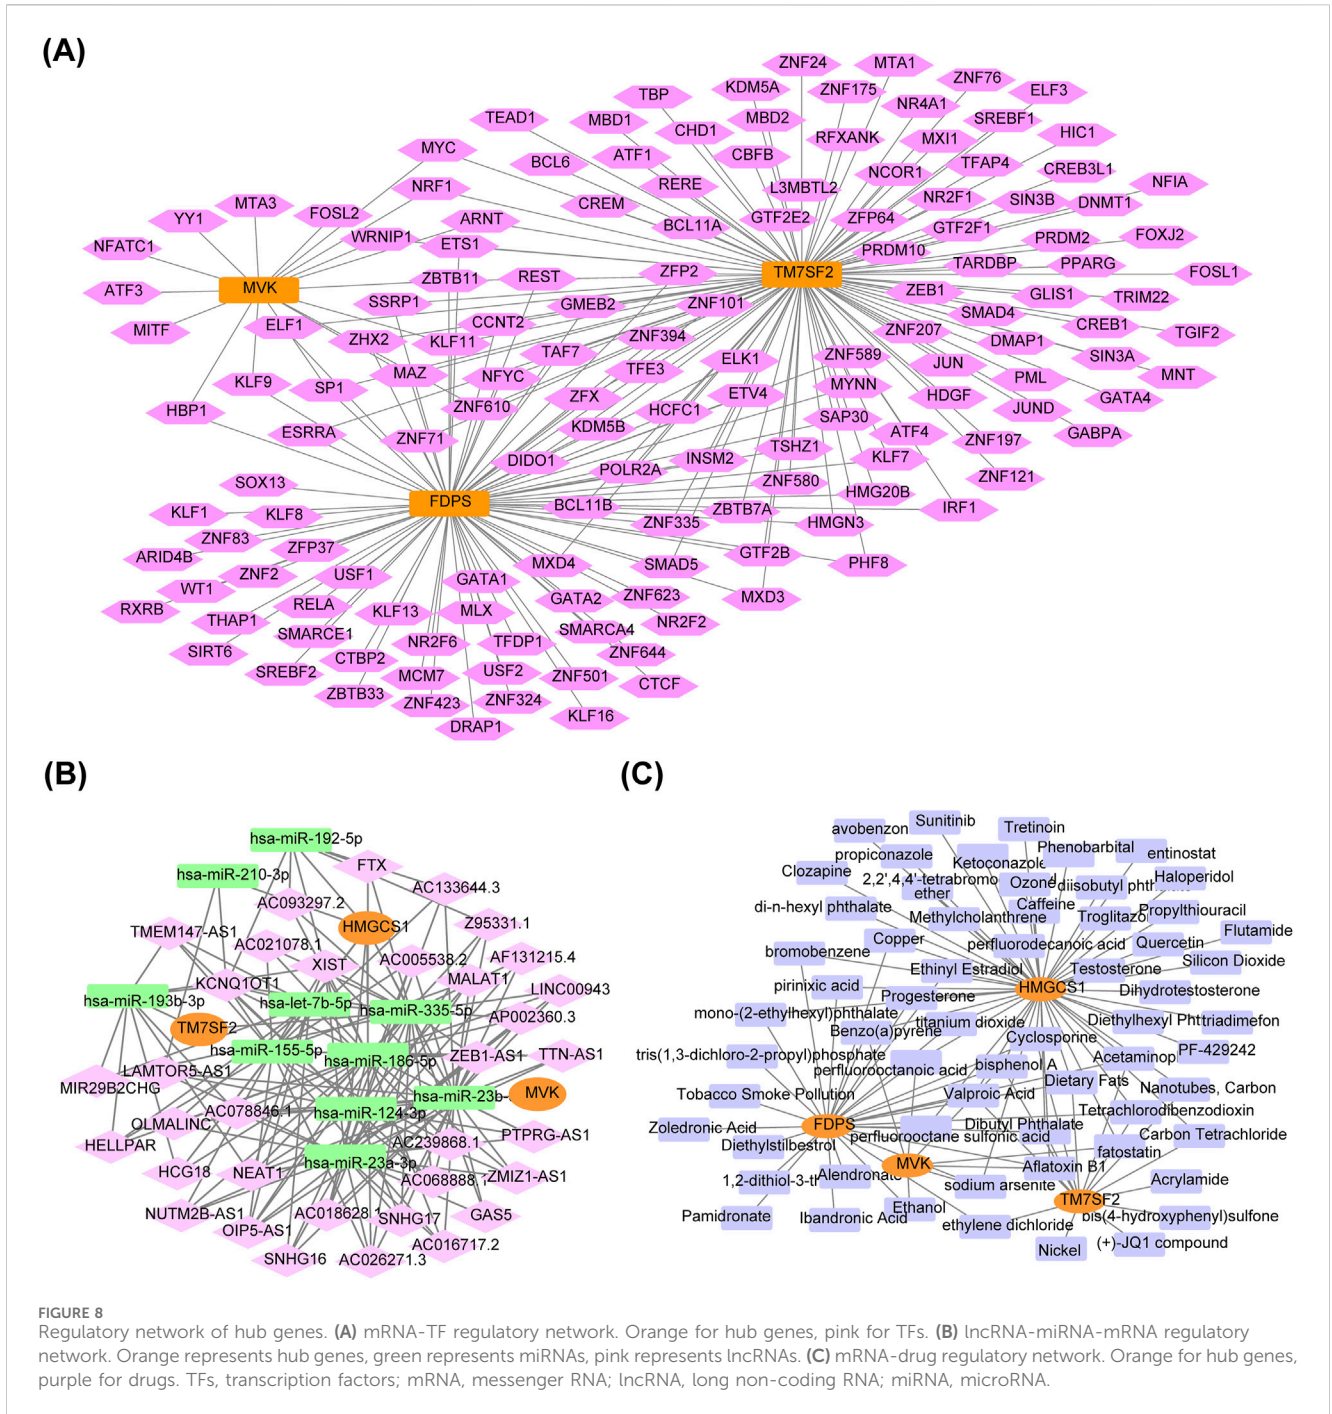 (A)
ZNF24
MTA1
ZNF76
ELF3
KDM5A
ZNF175
TBP
NR4A1
SREBF1
TEAD1
MBD1
MBD2
CHD1
HIC1
MYC
RFXANK
MXI1
BCL6
ATF1
CBFB
TFAP4
NRF1
RERE
NCOR1
CREB3L1
NFIA
L3MBTL2
MTA3
FOSL2
CREM
NR2F1
SIN3B
DNMT1
YY1
ARNT
GTF2E2
ZFP64
BCL11A
GTF2F1
WRNIP1
ETS1
PRDM10
PRDM2
FOXJ2
NFATC1
TARDBP
PPARG
FOSL1
ZBTB11
REST
ZFP2
TM7SF2
MVK
ATF3
SSRP1
GMEB2
ZNF101
ZEB1
GLIS1
TRIM22
SMAD4
MITF
ELF1
CCNT2
ZNF207
CREB1
TGIF2
ZHX2
KLF11
ZNF394
DMAP1
TAF7
ELK1
ZNF589
SIN3A
JUN
KLF9
MAZ
NFYC
TFE3
MYNN
PML
MNT
SP1
ZFX
ETV4
HDGF
GATA4
HBP1
ZNF610
HCFC1
SAP30
JUND
ESRRA
ZNF71
KDM5B
ATF4
ZNF197
GABPA
DIDO1
INSM2
TSHZ1
KLF7
POLR2A
ZNF121
SOX13
ZNF580
HMG20B
FDPS
BCL11B
ZBTB7A
IRF1
KLF1
KLF8
ZNF335
HMGN3
ZNF83
ARID4B
ZFP37
GTF2B
PHF8
ZNF2
USF1
MXD4
SMAD5
WT1
GATA1
RXRB
RELA
GATA2
ZNF623
MXD3
THAP1
KLF13
MLX
SMARCE1
SMARCA4
NR2F2
SIRT6
NR2F6
TFDP1
CTBP2
ZNF644
SREBF2
MCM7
USF2
ZNF501
CTCF
ZBTB33
ZNF423
ZNF324
DRAP1
KLF16
(B)
hsa-miR-192-5p
FTX
hsa-miR-210-3p
AC133644.3
AC093297.2
HMGCS1
Z95331.1
TMEM147-AS1
AC021078.1
XIST
AC005538.2
AF131215.4
KCNQ1OT1
MALAT1
LINC00943
hsa-miR-193b-3p
hsa-let-7b-5p
hsa-miR-335-5p
AP002360.3
TM7SF2
hsa-miR-155-5p
hsa-miR-186-5p
ZEB1-AS1
TTN-AS1
LAMTOR5-AS1
MIR29B2CHG
hsa-miR-23b-
MVK
AC078846.1
hsa-miR-124-3p
OLMALINC
PTPRG-AS1
HELLPAR
AC239868.1
hsa-miR-23a-3p
HCG18
NEAT1
AC068888.
ZMIZ1-AS1
NUTM2B-AS1
AC018628.1
SNHG17
GAS5
OIP5-AS1
AC016717.2
SNHG16
AC026271.3
(C)
avobenzon
Sunitinib
Tretinoin
propiconazole
Ketoconazole
Phenobarbital
entinostat
Clozapine
2,2',4,4'-tetrabromo
ether
Ozone
diisobutyl phth
Haloperidol
di-n-hexyl phthalate
Methylcholanthrene
Caffeine
Troglitazo
Propylthiouracil
Copper
perfluorodecanoic acid
Quercetin
Flutamide
bromobenzene
Silicon Dioxide
Ethinyl Estradiol
Testosterone
pirinixic acid
HMGCS1
Dihydrotestosterone
Progesterone
mono-(2-ethylhexyl)phthalate
titanium dioxide
Diethylhexyl Pht
triadimefon
Benzo(a)pyrene
Cyclosporine
tris(1,3-dichloro-2-propyl)phosphate
perfluorooctanoic acid
bisphenol A
Acetaminop
PF-429242
Tobacco Smoke Pollution
Valproic Acid
Dietary Fats
Nanotubes, Carbon
Zoledronic Acid
FDPS
Dibutyl Phthalate
Tetrachlorodibenzodioxin
Diethylstilbestrol
perfluorooctane sulfonic acid
Carbon Tetrachloride
fatostatin
MVK
Aflatoxin B1
1,2-dithiol-3-tl
Alendronate
sodium arsenite
TM7SF2
Acrylamide
Pamidronate
Ibandronic Acid
Ethanol
ethylene dichloride
bis(4-hydroxyphenyl)sulfone
Nickel
(+)-JQ1 compound
FIGURE 8
Regulatory network of hub genes. (A) mRNA-TF regulatory network. Orange for hub genes, pink for TFs. (B) lncRNA-miRNA-mRNA regulatory
network. Orange represents hub genes, green represents miRNAs, pink represents lncRNAs. (C) mRNA-drug regulatory network. Orange for hub genes,
purple for drugs. TFs, transcription factors; mRNA, messenger RNA; lncRNA, long non-coding RNA; miRNA, microRNA.